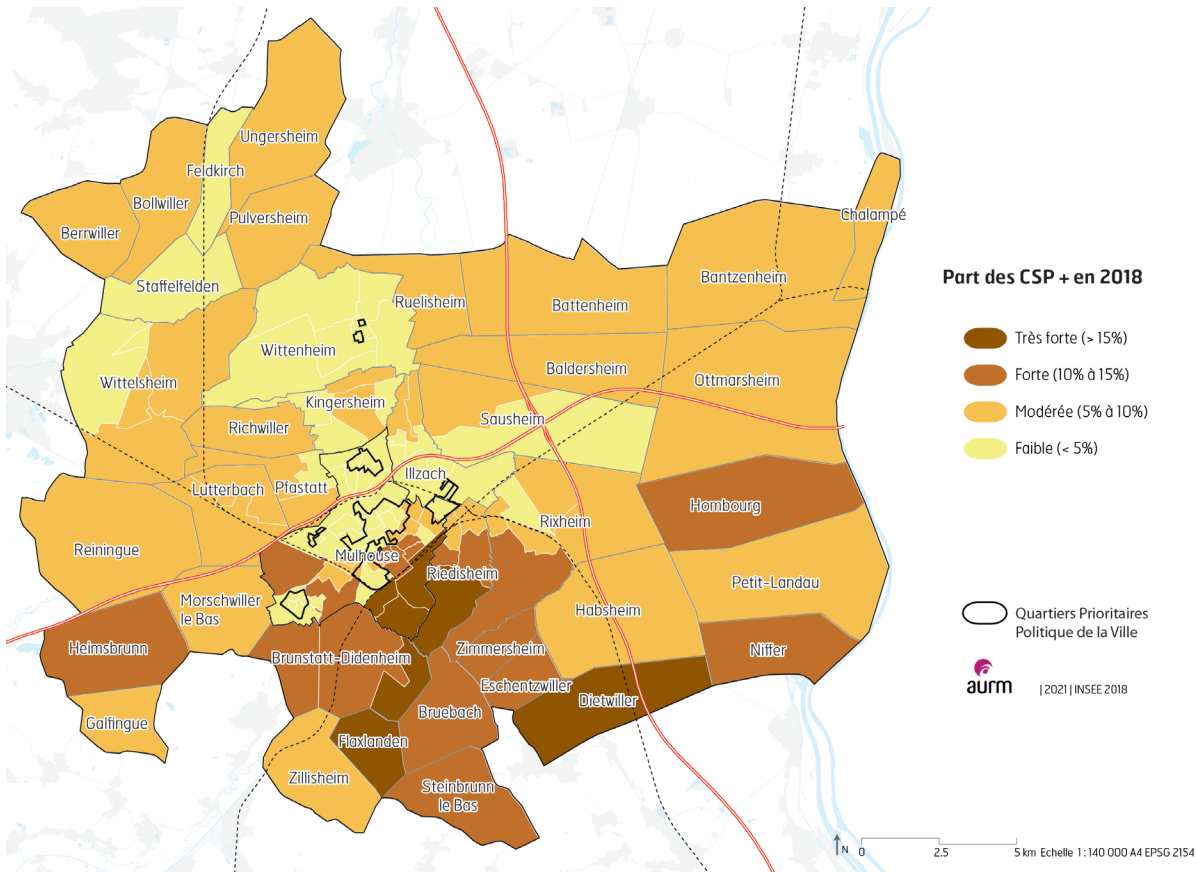 Ungersheim
Feldkirch
Bollwiller
Pulversheim
Berrwiller
Chalampé
Staffelfelden
Bantzenheim
Ruelisheim
Battenheim
Wittenheim
Wittelsheim
Baldersheim
Ottmarsheim
Kingersheim
Sausheim
Richwiller
Illzach
Lutterbach
Pfastatt
Hombourg
Rixheim
Reiningue
Mulhouse
Riedisheim
Petit-Landau
Morschwiller
le Bas
Habsheim
Heimsbrunn
Brunstatt-Didenheim
Zimmersheim
Niffer
Eschentzwiller
Dietwiller
Galfingue
Bruebach
Flaxlanden
Zillisheim
Steinbrunn
le Bas
Part des CSP + en 2018
Très forte (> 15%)
Forte (10% à 15%)
Modérée (5% à 10%)
Faible (< 5%)
Quartiers Prioritaires
Politique de la Ville
aurm | 2021 | INSEE 2018
N 0 2.5 5 km Echelle 1 : 140 000 A4 EPSG 2154